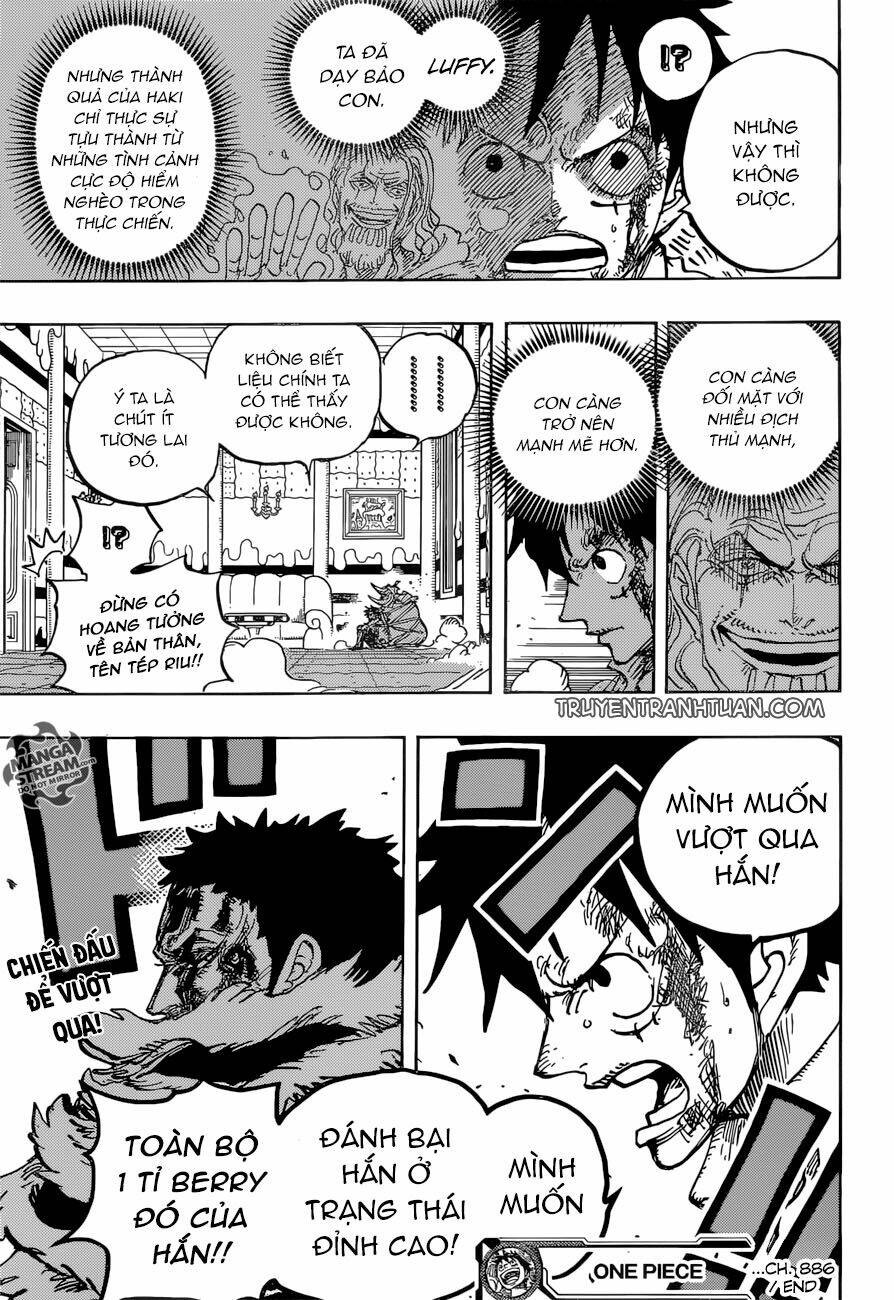 !?
NHƯNG
VẬY THÌ
KHÔNG
ĐƯỢC.
LUFFY.
TA ĐÃ
DẠY BẢO
CON.
NHƯNG THÀNH
QUẢ CỦA HAKI
CHỈ THỰC SỰ
TỰU THÀNH TỪ
NHỮNG TÌNH CẢNH
CỰC ĐỘ HIỂM
NGHÈO TRONG
THỰC CHIẾN.
CON CÀNG
ĐỐI MẶT VỚI
NHIỀU ĐỊCH
THỦ MẠNH,
CON CÀNG
TRỞ NÊN
MẠNH MẼ HƠN.
KHÔNG BIẾT
LIỆU CHÍNH TA
CÓ THỂ THẤY
ĐƯỢC KHÔNG.
Ý TA LÀ
CHÚT ÍT
TƯƠNG LAI
ĐÓ.
!?
ĐỪNG CÓ
HOANG TƯỞNG
VỀ BẢN THÂN,
TÊN TÉP RIU!!
TRUYENTRANHTUAN.COM
MANGA
STREAM.com
DO NOT MIRROR
MÌNH MUỐN
VƯỢT QUA
HẮN!
MÌNH
MUỐN
ĐÁNH BẠI
HẮN Ở
TRẠNG THÁI
ĐỈNH CAO!
TOÀN BỘ
1 TỈ BERRY
ĐÓ CỦA
HẮN!!
CHIẾN ĐẤU
ĐỂ VƯỢT
QUA!
ONE PIECE
...CH. 886
/ END